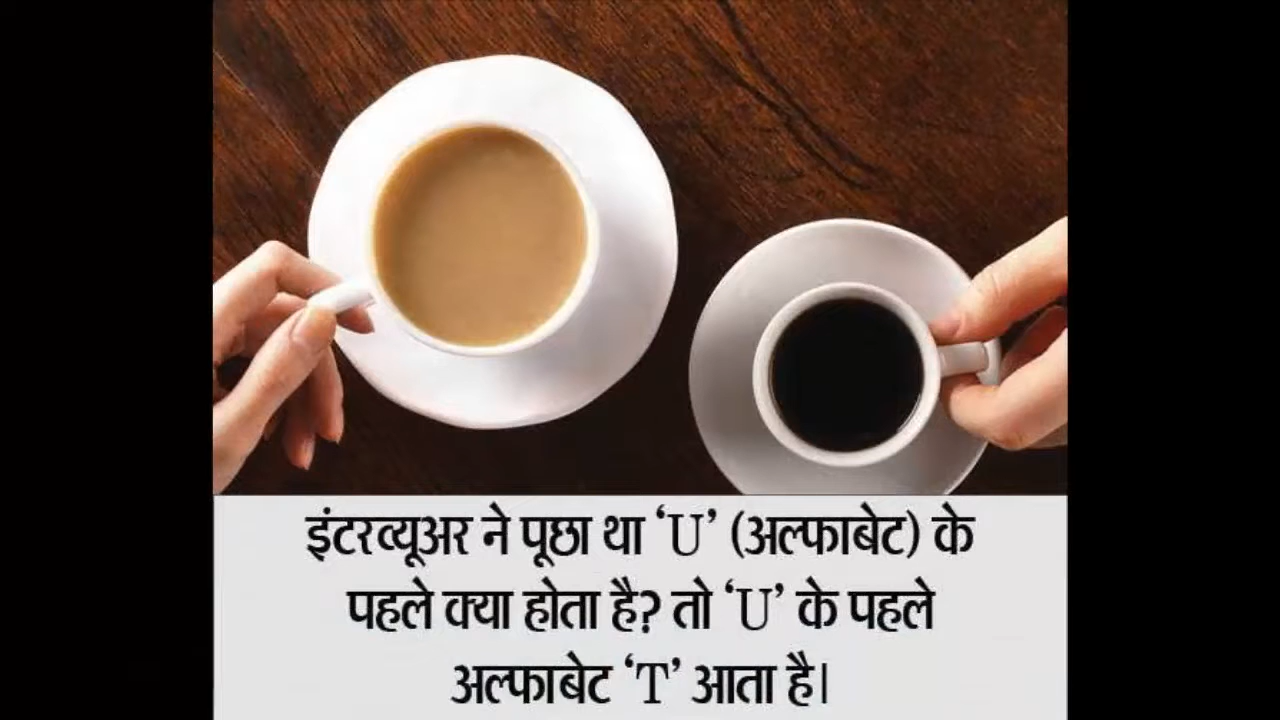 इंटरव्यूअर ने पूछा था ‘U’ (अल्फाबेट) के
पहले क्या होता है? तो ‘U’ के पहले
अल्फाबेट ‘T’ आता है।